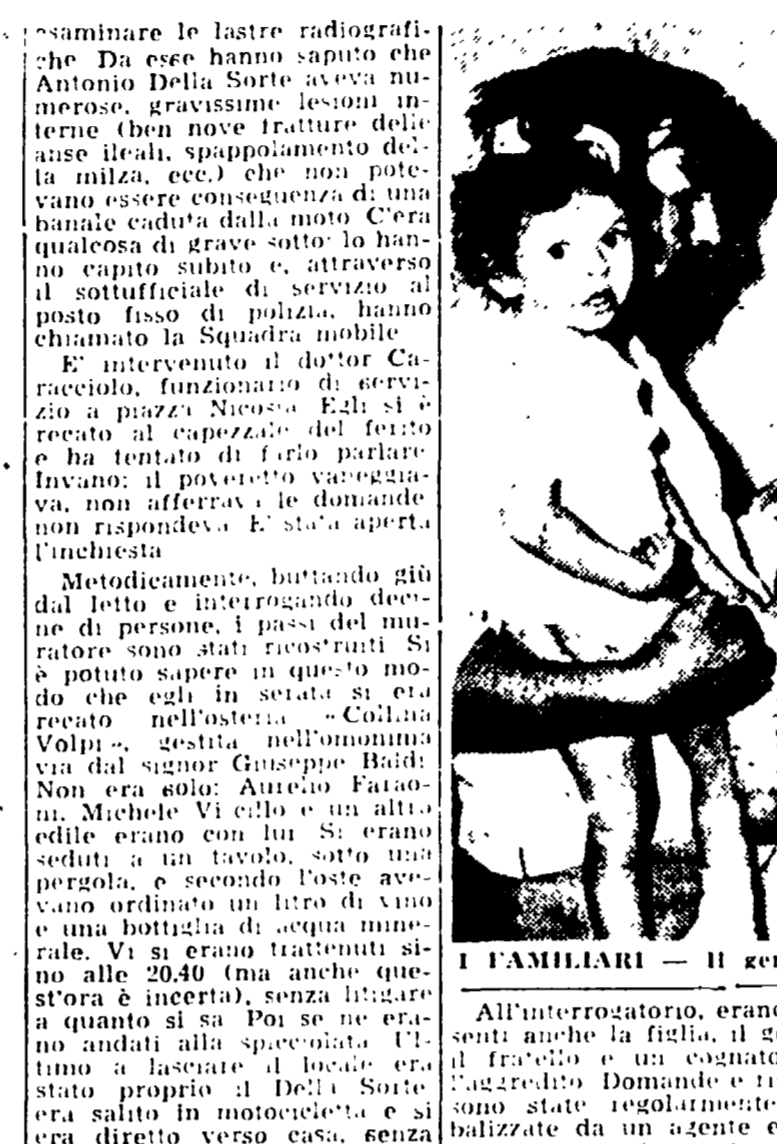 esaminare le lastre radiografi-
che Da esse hanno saputo che
Antonio Della Sorte aveva nu-
merose, gravissime lesioni in-
terne (ben nove fratture delle
anse ileali, spappolamento del-
la milza, ecc.) che non pote-
vano essere conseguenza di una
banale caduta dalla moto C'era
qualcosa di grave sotto: lo han-
no capito subito e, attraverso
il sottufficiale di servizio al
posto fisso di polizia, hanno
chiamato la Squadra mobile
E' intervenuto il dottor Ca-
racciolo, funzionario di servi-
zio a piazza Nicosia Egli si è
recato al capezzale del ferito
e ha tentato di farlo parlare
Invano: il poveretto vaneggia-
va, non afferrava le domande
non rispondeva E' stata aperta
l'inchiesta
Metodicamente, buttando giù
dal letto e interrogando deci-
ne di persone, i passi del mu-
ratore sono stati ricostruiti Si
è potuto sapere in questo mo-
do che egli in serata si era
recato nell'osteria «Collina
Volpi», gestita nell'omonima
via dal signor Giuseppe Baldi
Non era solo: Aurelio Farao-
ni, Michele e un altro
edile erano con lui Si erano
seduti a un tavolo, sotto una
pergola, e secondo l'oste ave-
vano ordinato un litro di vino
e una bottiglia di acqua mine-
rale. Vi si erano trattenuti si-
no alle 20,40 (ma anche que-
st'ora è incerta), senza litigare
a quanto si sa Poi se ne era-
no andati alla spicciolata Ul-
timo a lasciare il locale era
stato proprio il Della Sorte
era salito in motocicletta e si
era diretto verso casa, senza
I FAMILIARI — Il gen
All'interrogatorio, erano
senti anche la figlia, il ge
il fratello e un cognato
l'aggredito Domande e ri
sono state regolarmente
balizzate da un agente e